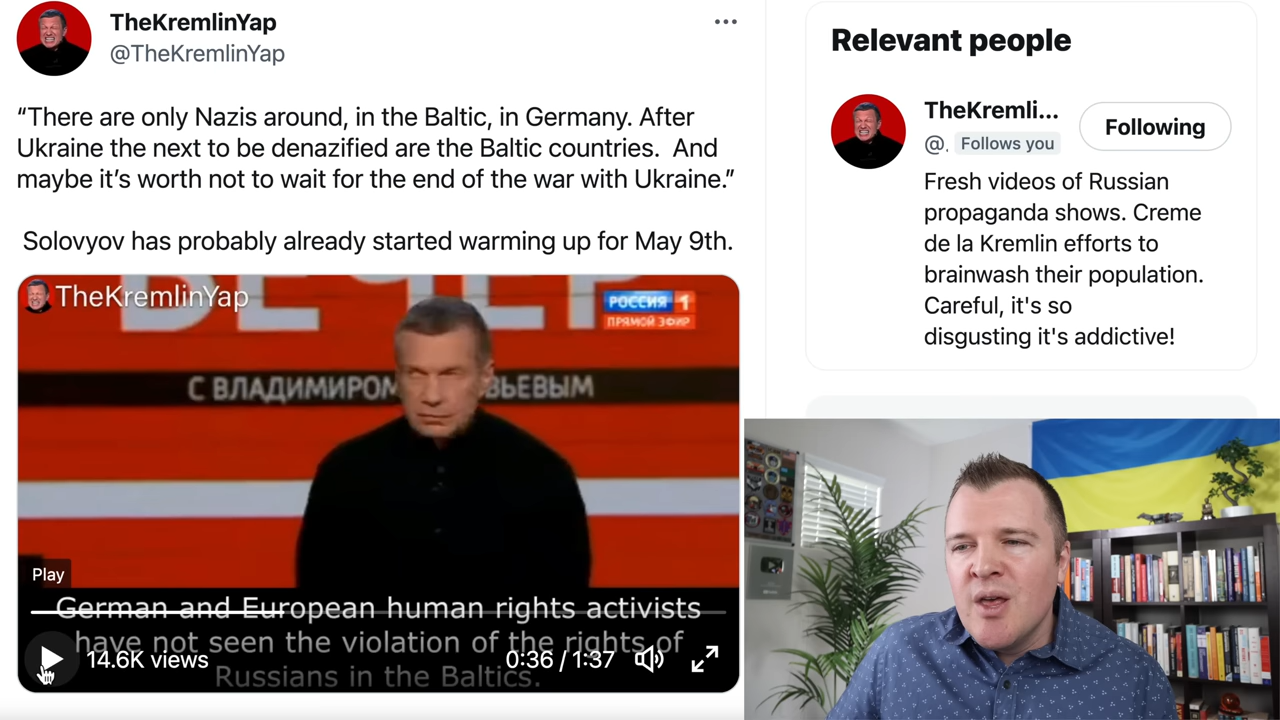 TheKremlinYap
@TheKremlinYap
“There are only Nazis around, in the Baltic, in Germany. After
Ukraine the next to be denazified are the Baltic countries.  And
maybe it’s worth not to wait for the end of the war with Ukraine.”
Solovyov has probably already started warming up for May 9th.
TheKremlinYap
ВЕЧЕР
РОССИЯ 1
ПРЯМОЙ ЭФИР
С ВЛАДИМИРОМ ЬЕВЫМ
Play
German and European human rights activists
have not seen the violation of the rights of
Russians in the Baltics.
14.6K views
0:36 / 1:37
Relevant people
TheKremli...
Following
@. Follows you
Fresh videos of Russian
propaganda shows. Creme
de la Kremlin efforts to
brainwash their population.
Careful, it's so
disgusting it's addictive!